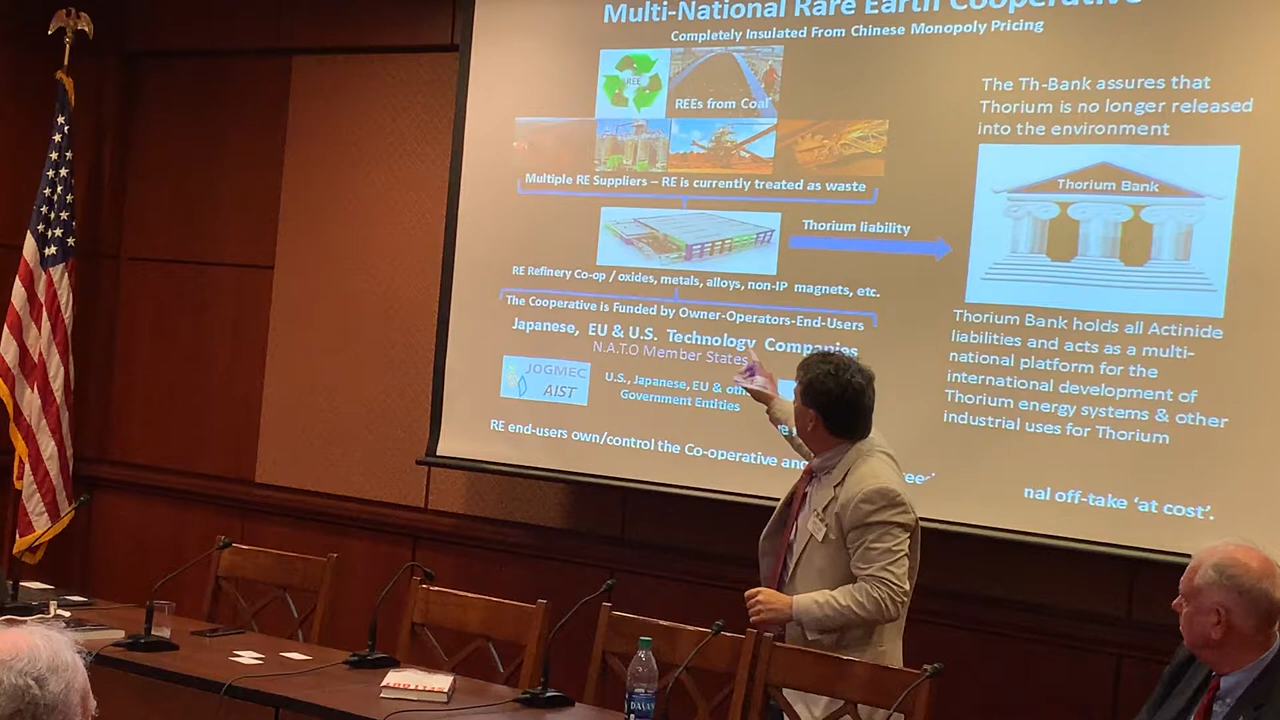 Multi-National Rare Earth Cooperative
Completely Insulated From Chinese Monopoly Pricing
REE
REEs from Coal
Multiple RE Suppliers – RE is currently treated as waste
Thorium liability
RE Refinery Co-op / oxides, metals, alloys, non-IP magnets, etc.
The Cooperative is Funded by Owner-Operators-End-Users
Japanese, EU & U.S. Technology Companies
N.A.T.O Member States
JOGMEC
AIST
U.S., Japanese, EU & oth
Government Entities
RE end-users own/control the Co-operative and
nal off-take 'at cost'.
The Th-Bank assures that
Thorium is no longer released
into the environment
Thorium Bank
Thorium Bank holds all Actinide
liabilities and acts as a multi-
national platform for the
international development of
Thorium energy systems & other
industrial uses for Thorium
DASANI